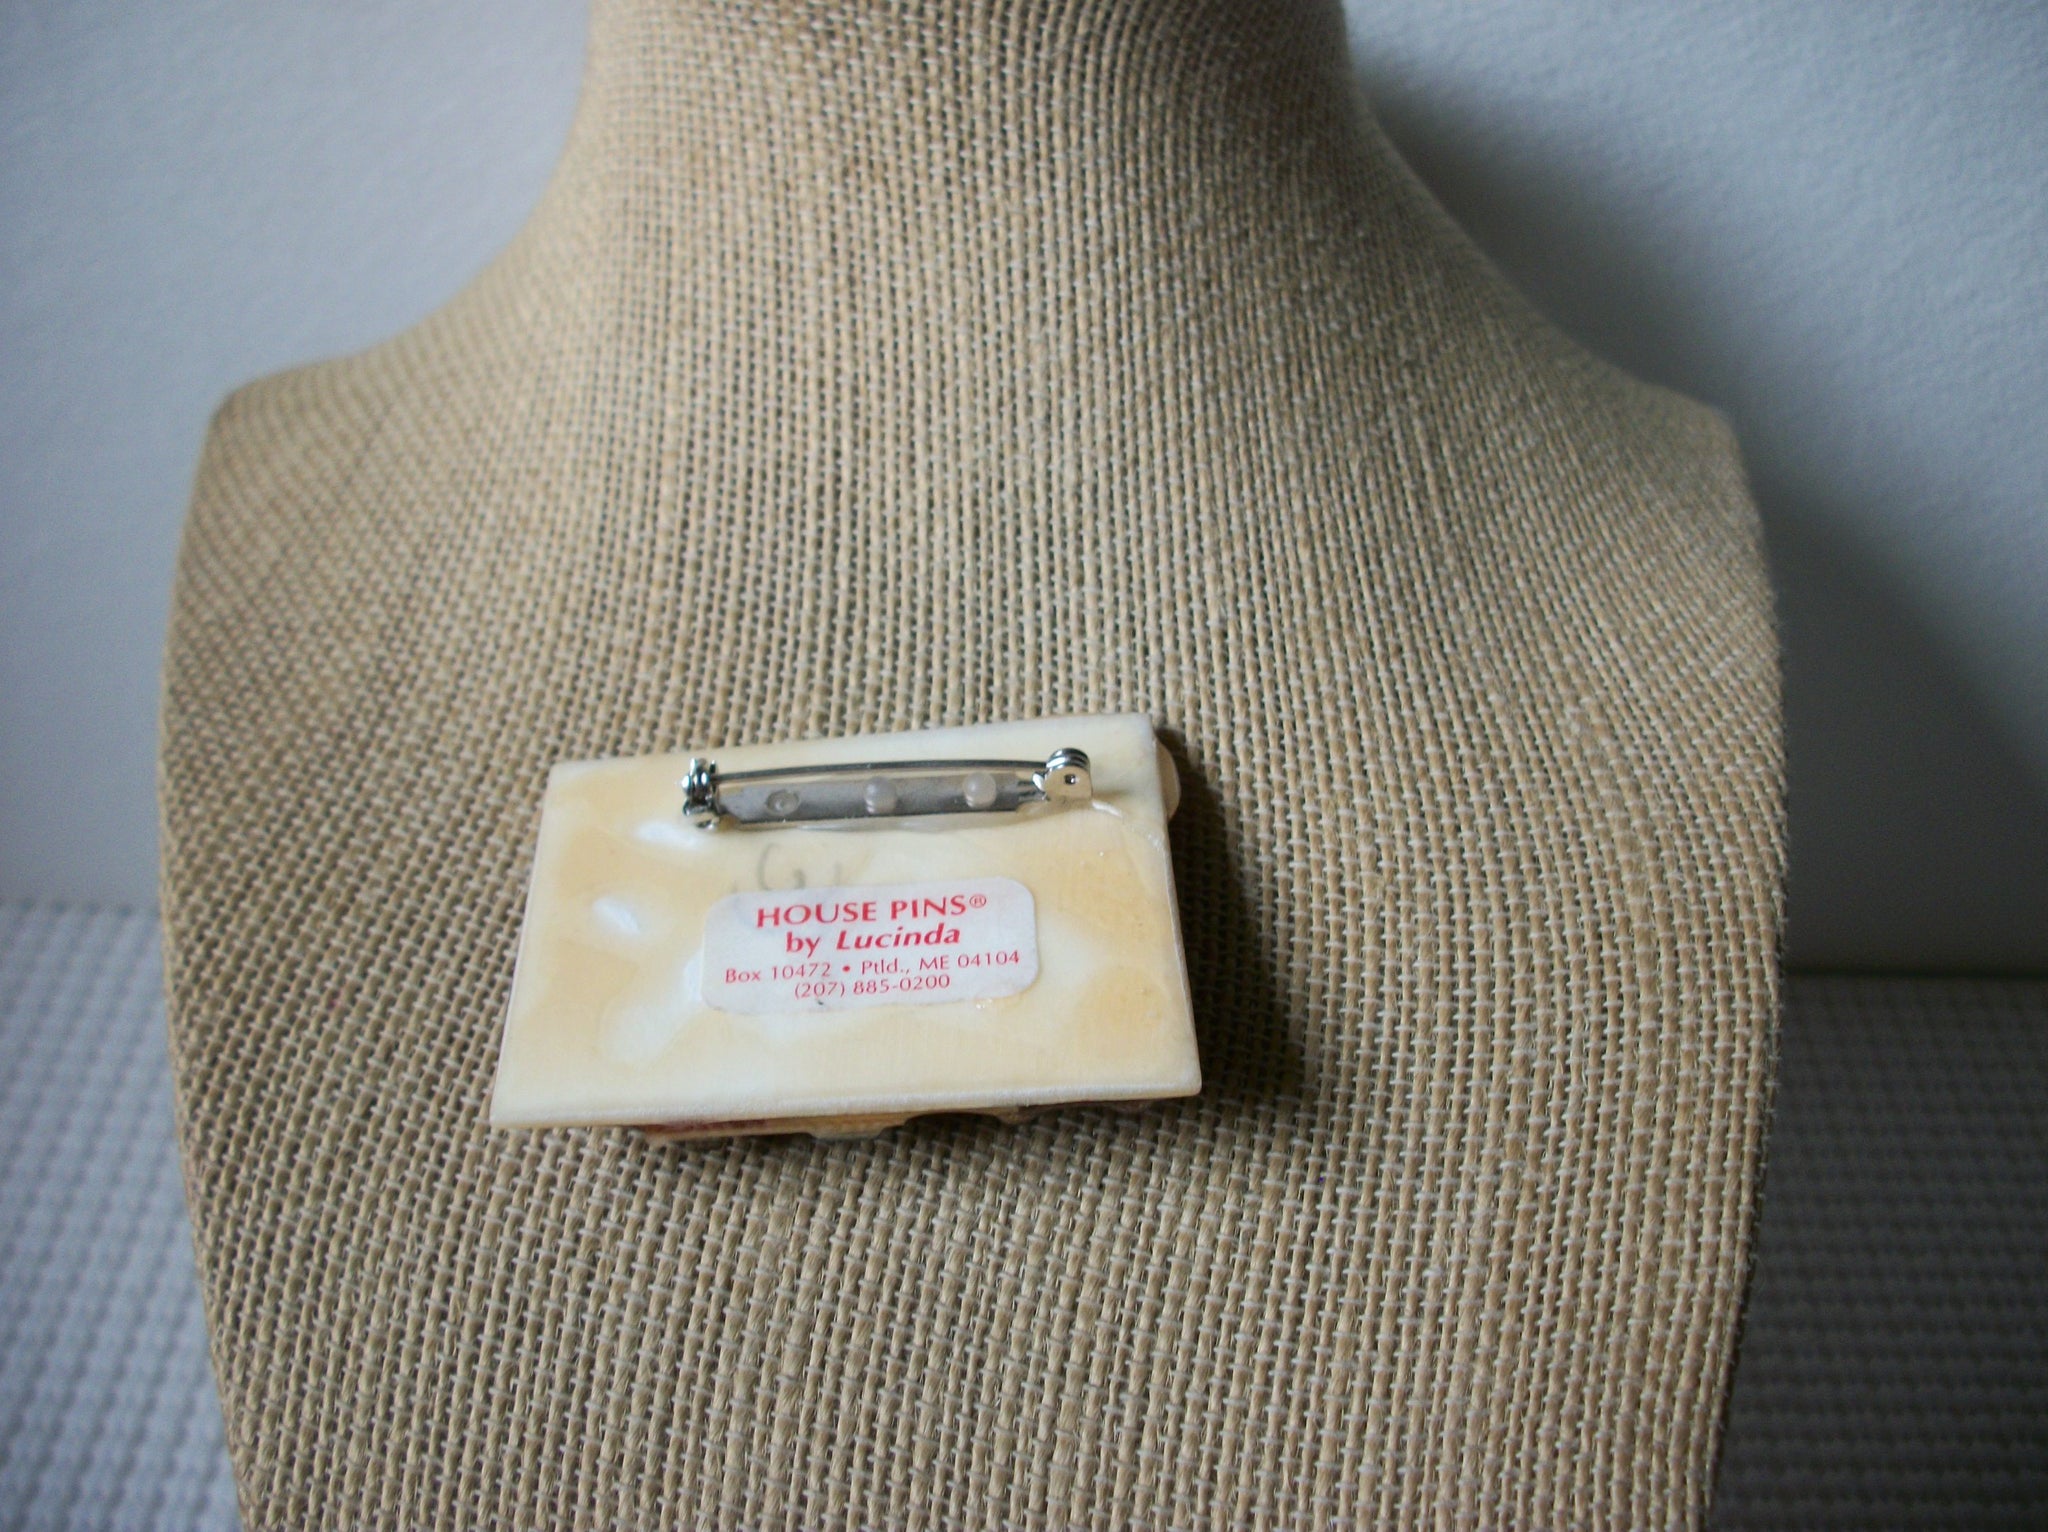 HOUSE PINS®
by Lucinda
Box 10472 • Ptld., ME 04104
(207) 885-0200